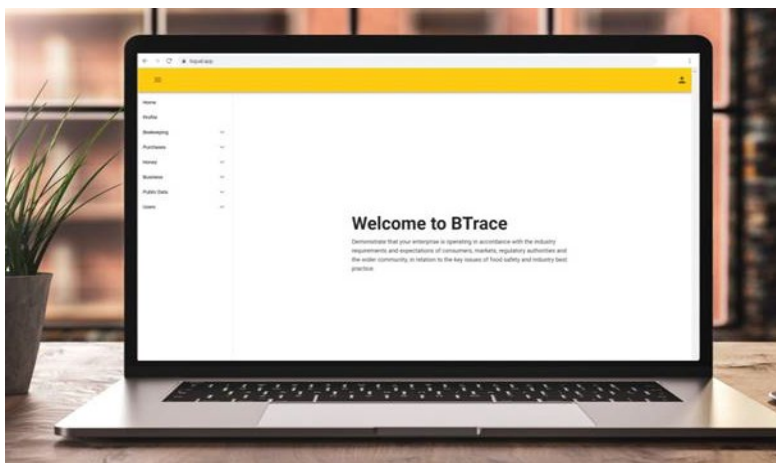 Home
Profile
Beekeeping
Purchases
Honey
Business
Public Data
Users
Welcome to BTrace
Demonstrate that your enterprise is operating in accordance with the industry
requirements and expectations of consumers, markets, regulatory authorities and
the wider community, in relation to the key issues of food safety and industry best
practice.